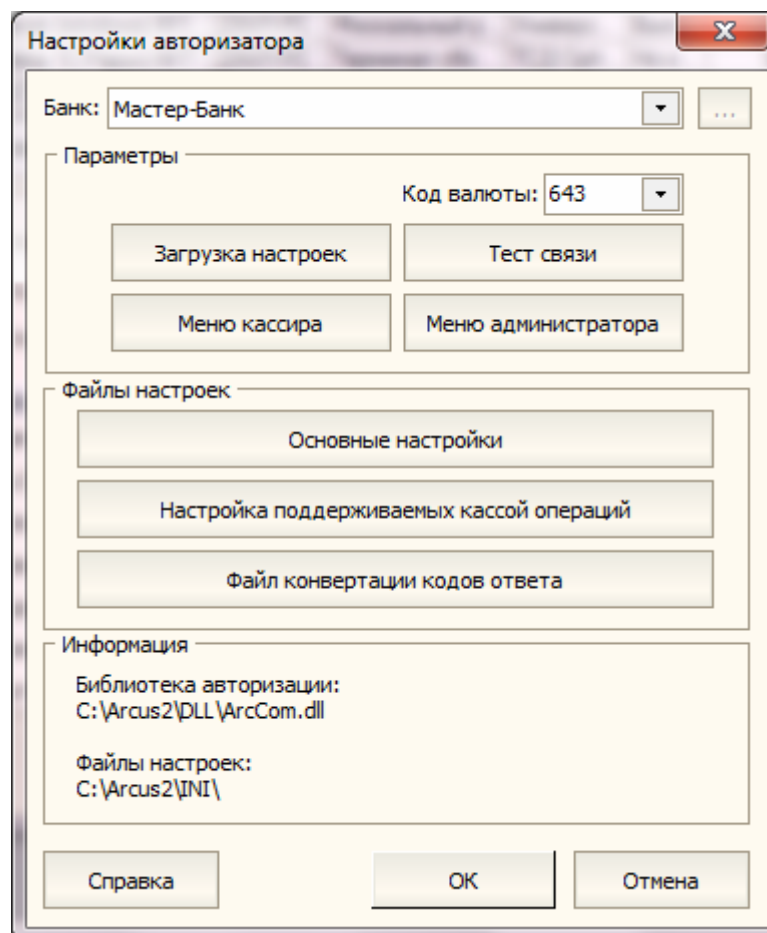 Настройки авторизатора
Банк: Мастер-Банк ...
Параметры
Код валюты: 643
Загрузка настроек Тест связи
Меню кассира Меню администратора
Файлы настроек
Основные настройки
Настройка поддерживаемых кассой операций
Файл конвертации кодов ответа
Информация
Библиотека авторизации:
C:\Arcus2\DLL\ArcCom.dll
Файлы настроек:
C:\Arcus2\INI\
Справка ОК Отмена